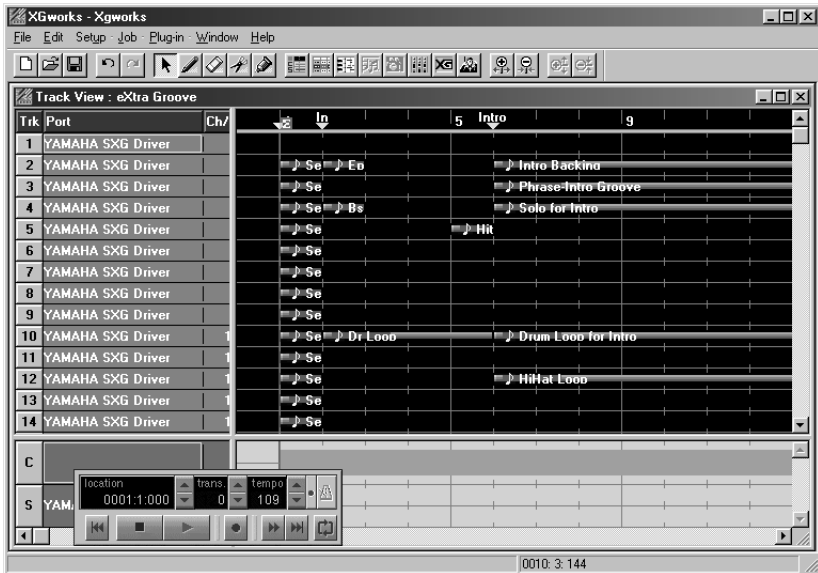 XGworks - Xgworks
File Edit Setup Job Plug-in Window Help
XG
Track View : eXtra Groove
Trk Port Ch/ In 5 Intro 9
1 YAMAHA SXG Driver
2 YAMAHA SXG Driver Se Ep Intro Backing
3 YAMAHA SXG Driver Se Phrase-Intro Groove
4 YAMAHA SXG Driver Se Bs Solo for Intro
5 YAMAHA SXG Driver Se Hit
6 YAMAHA SXG Driver Se
7 YAMAHA SXG Driver Se
8 YAMAHA SXG Driver Se
9 YAMAHA SXG Driver Se
10 YAMAHA SXG Driver 1 Se Dr Loop Drum Loop for Intro
11 YAMAHA SXG Driver 1 Se
12 YAMAHA SXG Driver 1 Se HiHat Loop
13 YAMAHA SXG Driver 1 Se
14 YAMAHA SXG Driver 1 Se
C
S YAM
location trans. tempo
0001:1:000 0 109
0010: 3: 144